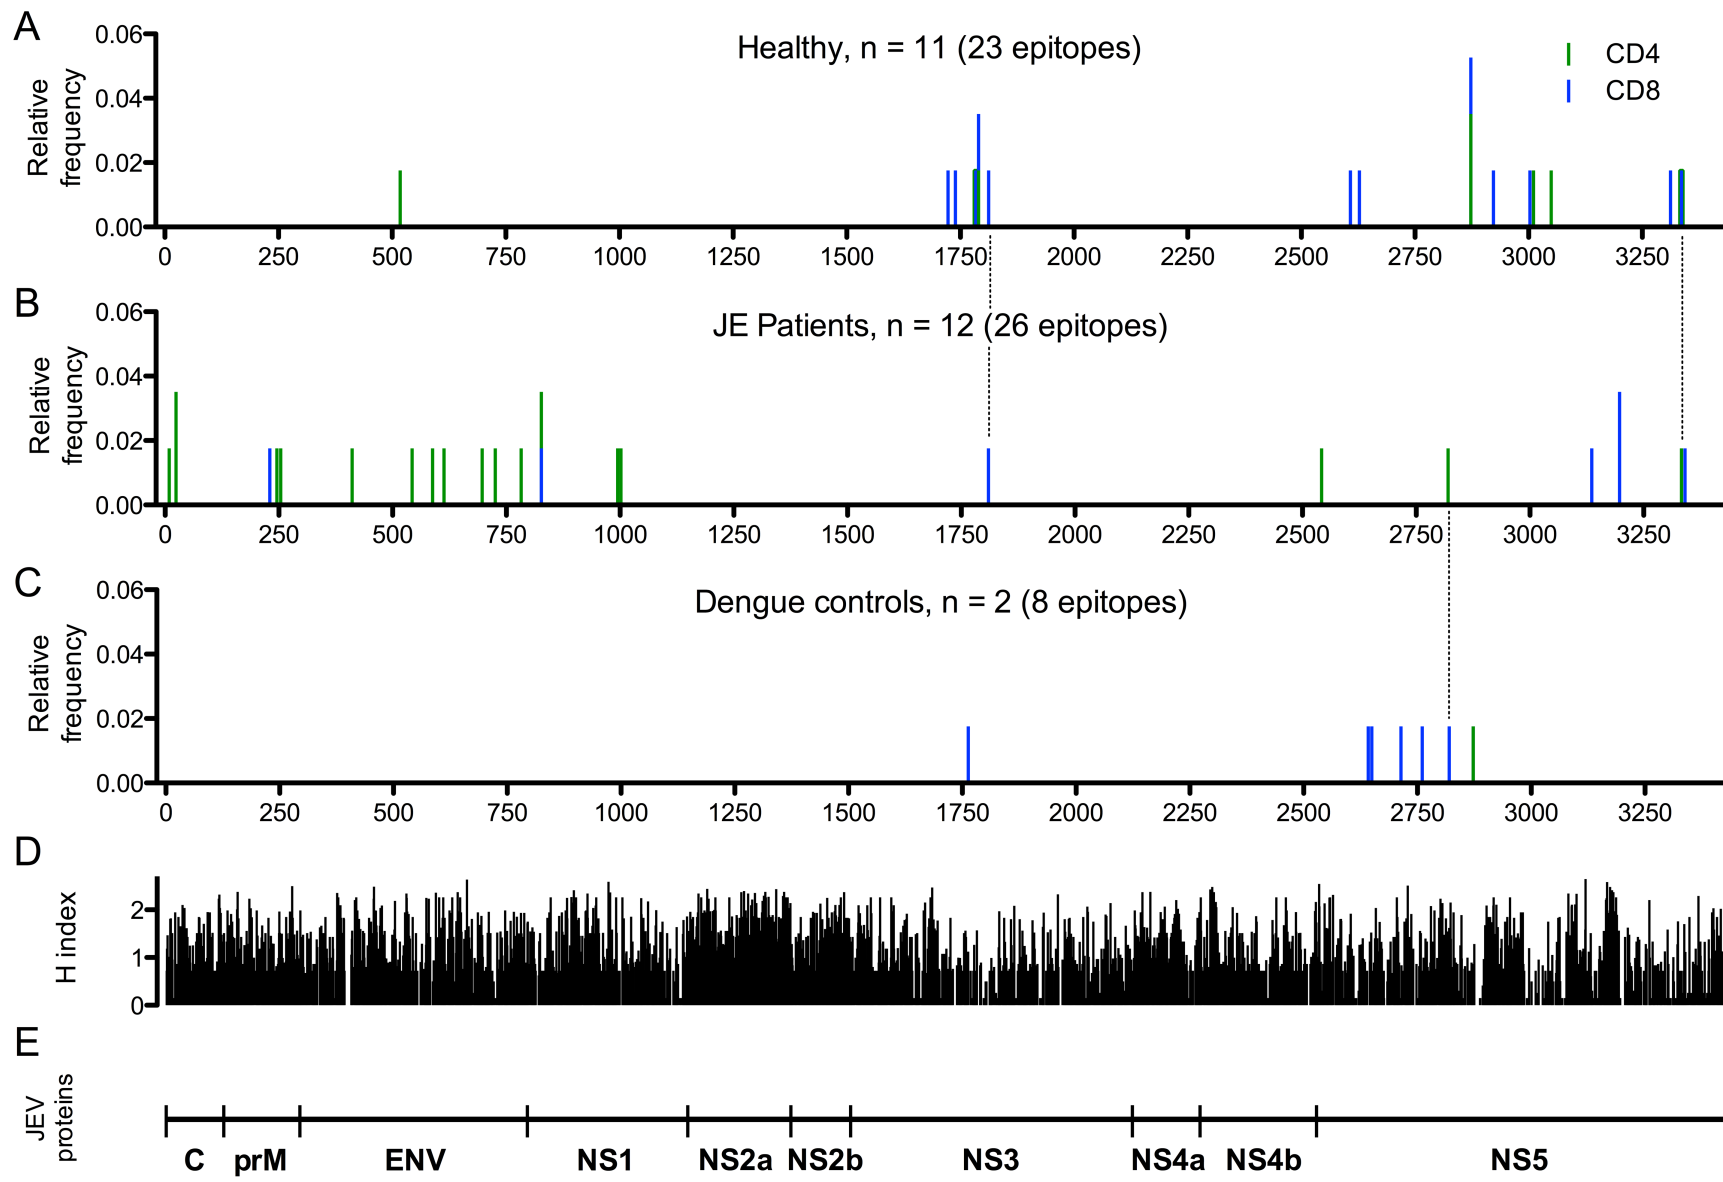 A
Healthy, n = 11 (23 epitopes)
CD4
CD8
Relative
frequency
0.06
0.04
0.02
0.00
0 250 500 750 1000 1250 1500 1750 2000 2250 2500 2750 3000 3250
B
JE Patients, n = 12 (26 epitopes)
Relative
frequency
0.06
0.04
0.02
0.00
0 250 500 750 1000 1250 1500 1750 2000 2250 2500 2750 3000 3250
C
Dengue controls, n = 2 (8 epitopes)
Relative
frequency
0.06
0.04
0.02
0.00
0 250 500 750 1000 1250 1500 1750 2000 2250 2500 2750 3000 3250
D
H index
2
1
0
E
JEV
proteins
C prM ENV NS1 NS2a NS2b NS3 NS4a NS4b NS5